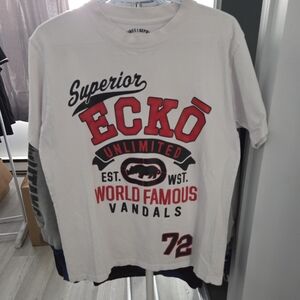 Superior
ECKŌ
UNLIMITED
EST. WST.
WORLD FAMOUS
VANDALS
72